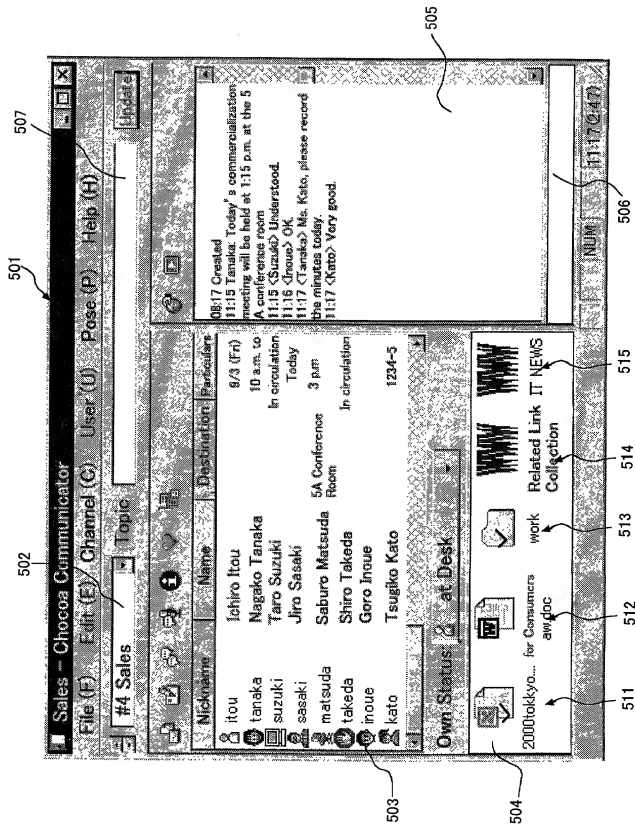 501
507
502
Sales – Chocoa Communicator
File (F) Edit (E) Channel (C) User (U) Pose (P) Help (H)
#4 Sales Topic Update
Nickname Name Destination Particulars
itou Ichiro Itou 9/3 (Fri)
tanaka Nagako Tanaka 10 a.m. to
suzuki Taro Suzuki In circulation
sasaki Jiro Sasaki Today
matsuda Saburo Matsuda 5A Conference Room 3 p.m
takeda Shiro Takeda In circulation
inoue Goro Inoue
kato Tsugiko Kato 1234-5
Own Status at Desk
08:17 Created
11:15 Tanaka: Today's commercialization
meeting will be held at 1:15 p.m. at the 5
A conference room
11:15 <Suzuki> Understood.
11:16 <Inoue> OK.
11:17 <Tanaka> Ms. Kato, please record
the minutes today.
11:17 <Kato> Very good.
2000tokkyo...
W
for Consumers
aw.doc
work
WWW
Related Link
Collection
WWW
IT NEWS
NUM 11:17(2:47)
503
504
505
506
511
512
513
514
515